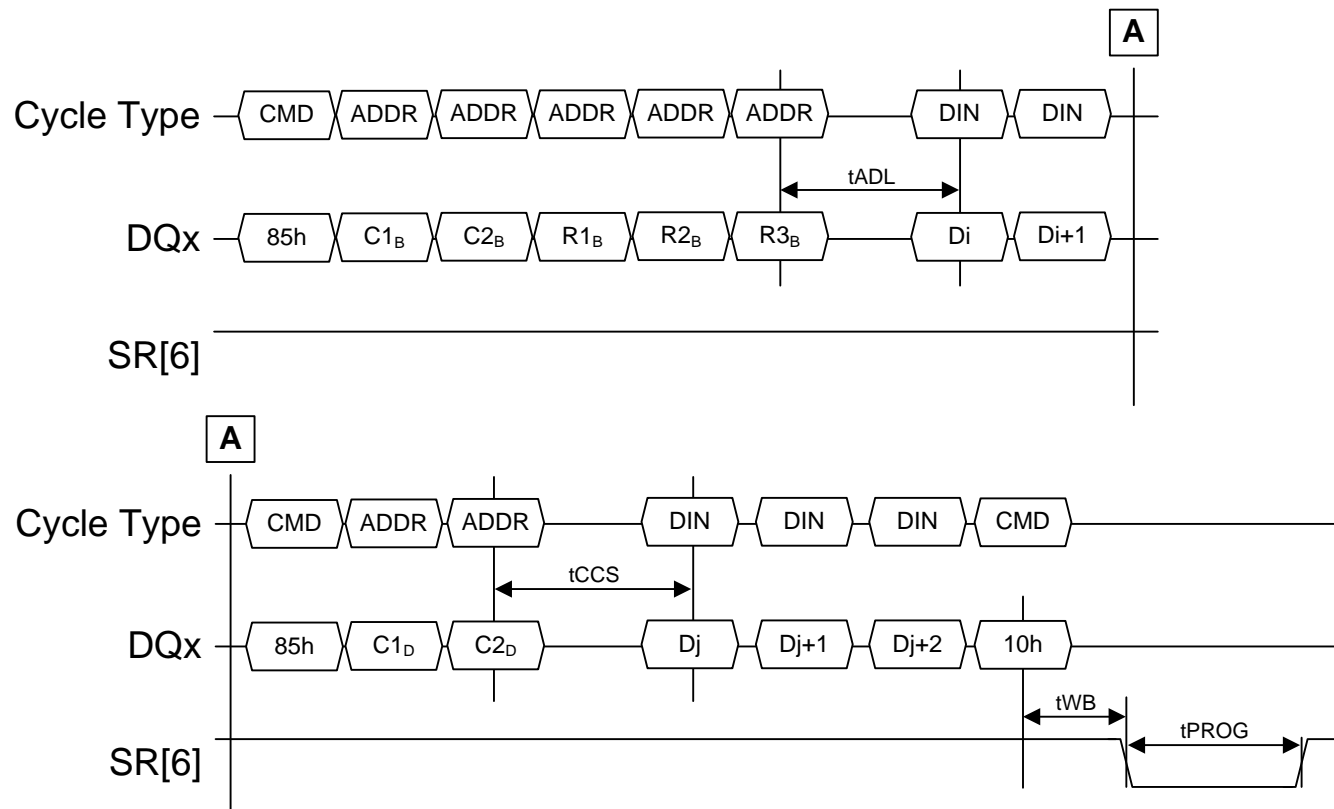 A
Cycle Type CMD ADDR ADDR ADDR ADDR ADDR DIN DIN
tADL
DQx 85h C1B C2B R1B R2B R3B Di Di+1
SR[6]
A
Cycle Type CMD ADDR ADDR DIN DIN DIN CMD
tCCS
DQx 85h C1D C2D Dj Dj+1 Dj+2 10h
tWB tPROG
SR[6]